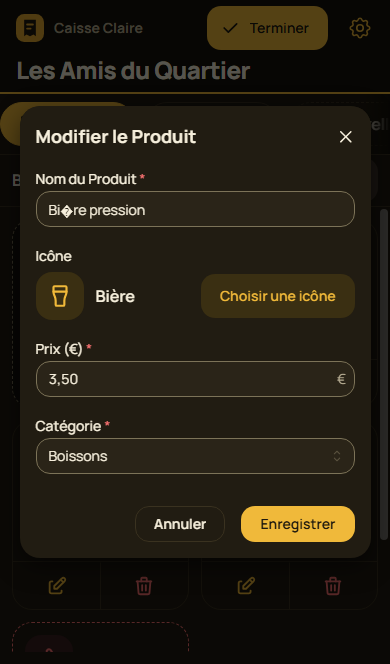 Caisse Claire
Terminer
Les Amis du Quartier
Modifier le Produit
Nom du Produit *
Bi�re pression
Icône
Bière
Choisir une icône
Prix (€) *
3,50
€
Catégorie *
Boissons
Annuler
Enregistrer